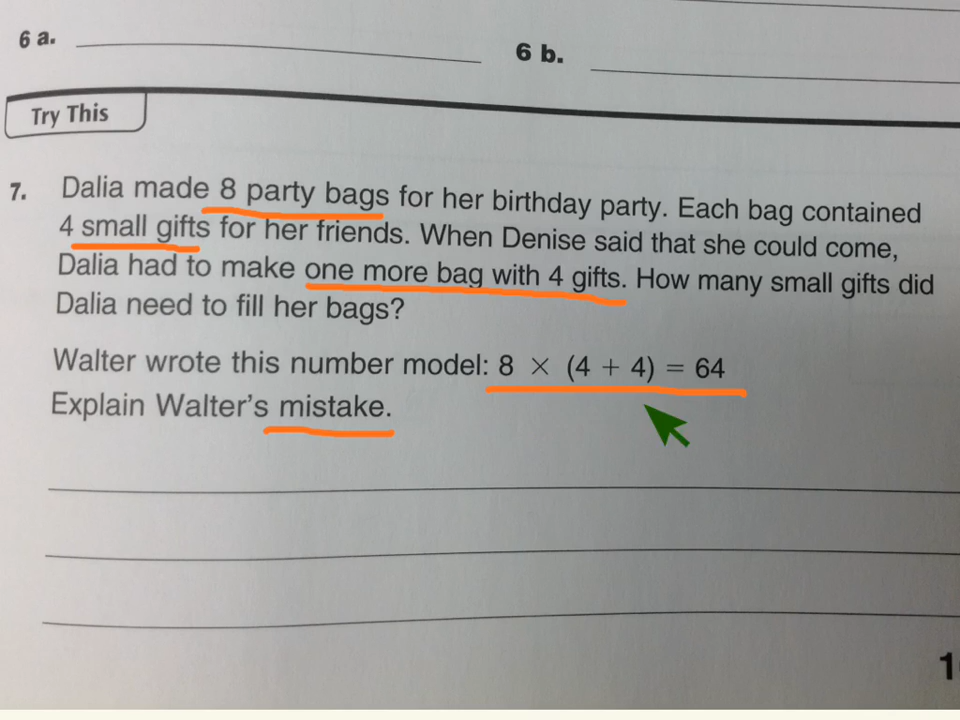 6 a.
6 b.
Try This
7. Dalia made 8 party bags for her birthday party. Each bag contained
4 small gifts for her friends. When Denise said that she could come,
Dalia had to make one more bag with 4 gifts. How many small gifts did
Dalia need to fill her bags?
Walter wrote this number model: 8 × (4 + 4) = 64
Explain Walter's mistake.